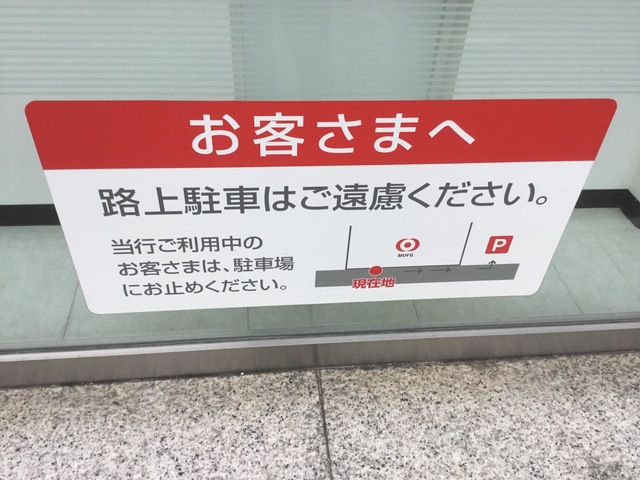 お客さまへ
路上駐車はご遠慮ください。
当行ご利用中の
お客さまは、駐車場
にお止めください。
MUFG
P
現在地